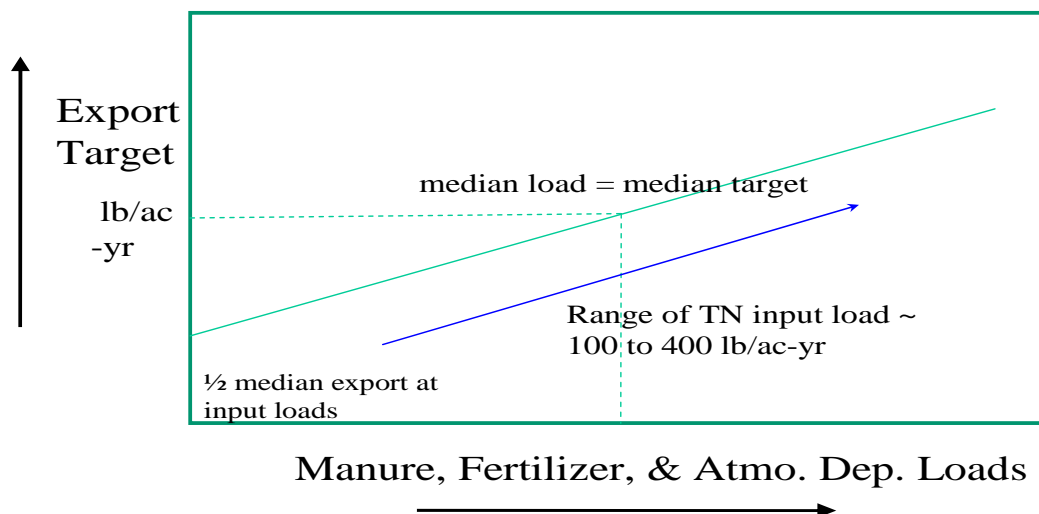 Export
Target
lb/ac
-yr
median load = median target
Range of TN input load ~
100 to 400 lb/ac-yr
½ median export at
input loads
Manure, Fertilizer, & Atmo. Dep. Loads